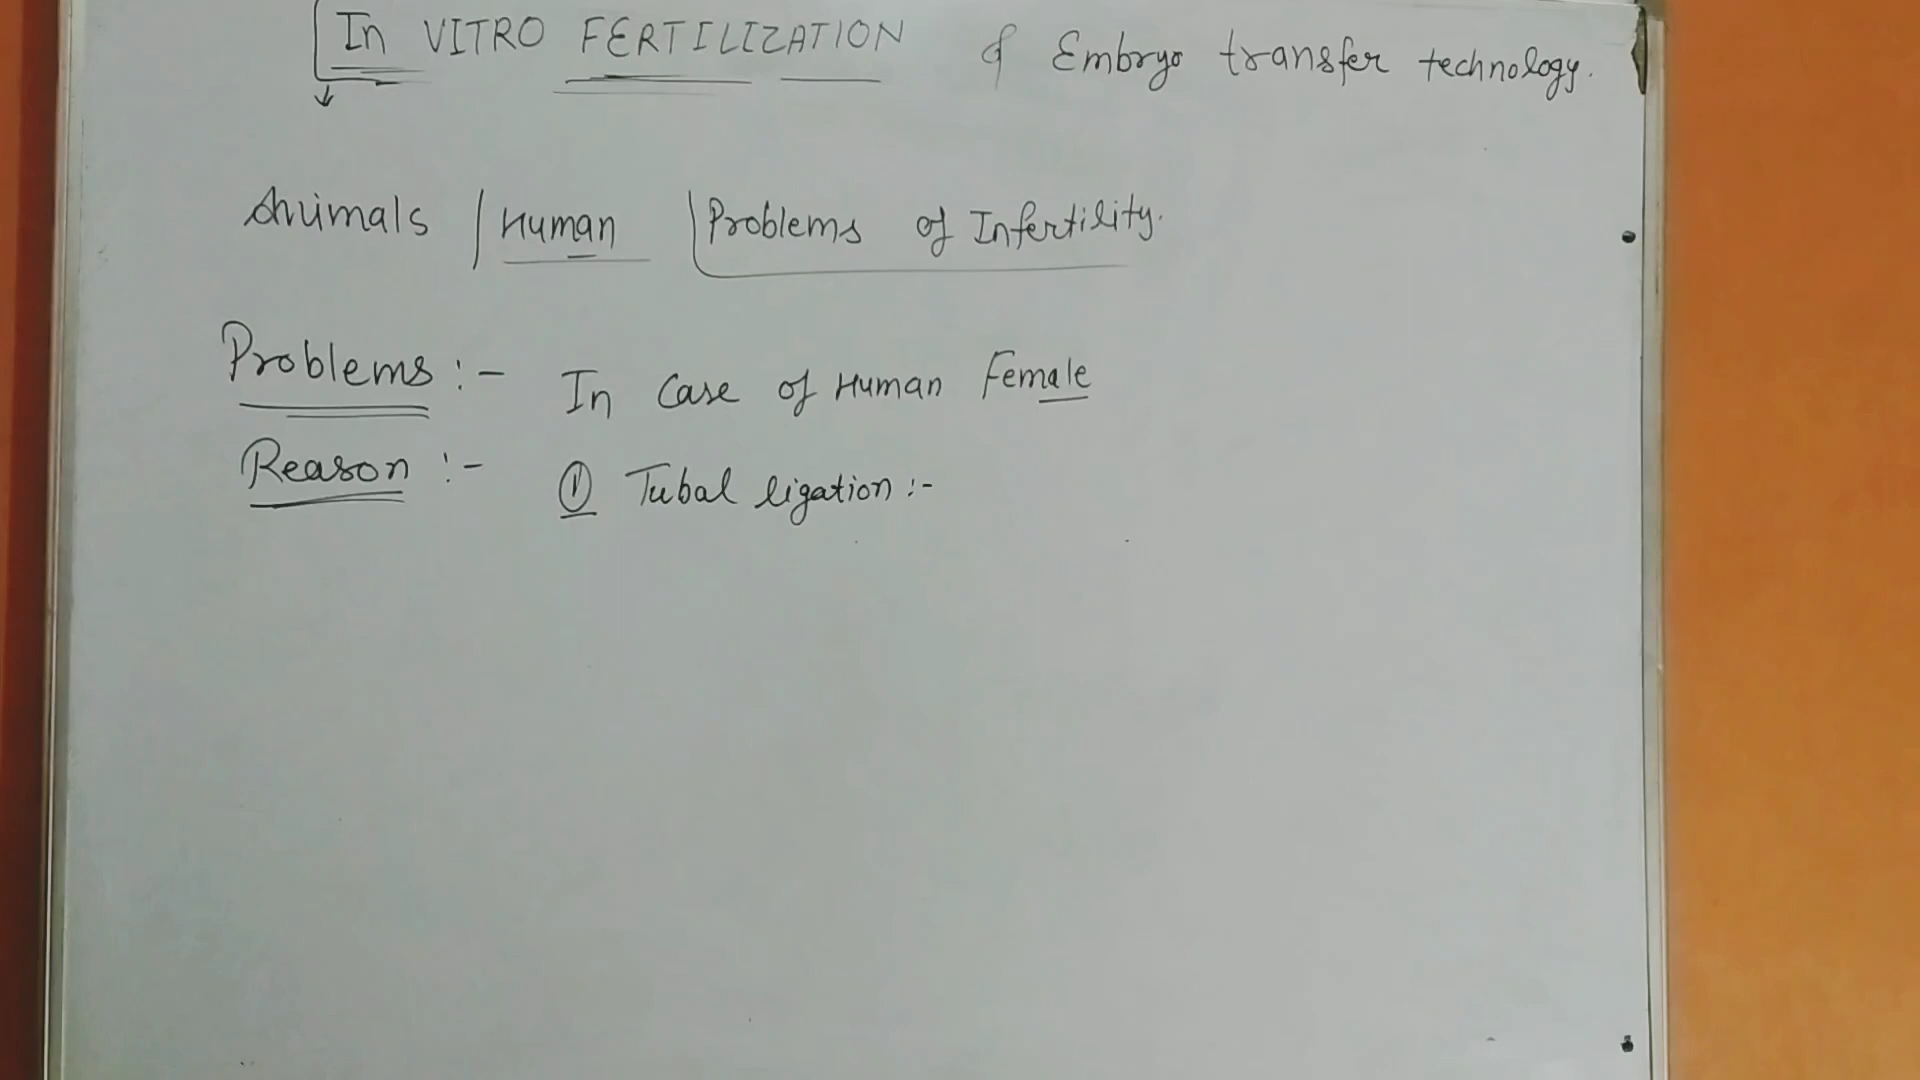 In VITRO FERTILIZATION & Embryo transfer technology.
Animals / Human / Problems of Infertility.
Problems :- In Case of Human Female
Reason :- ① Tubal ligation :-